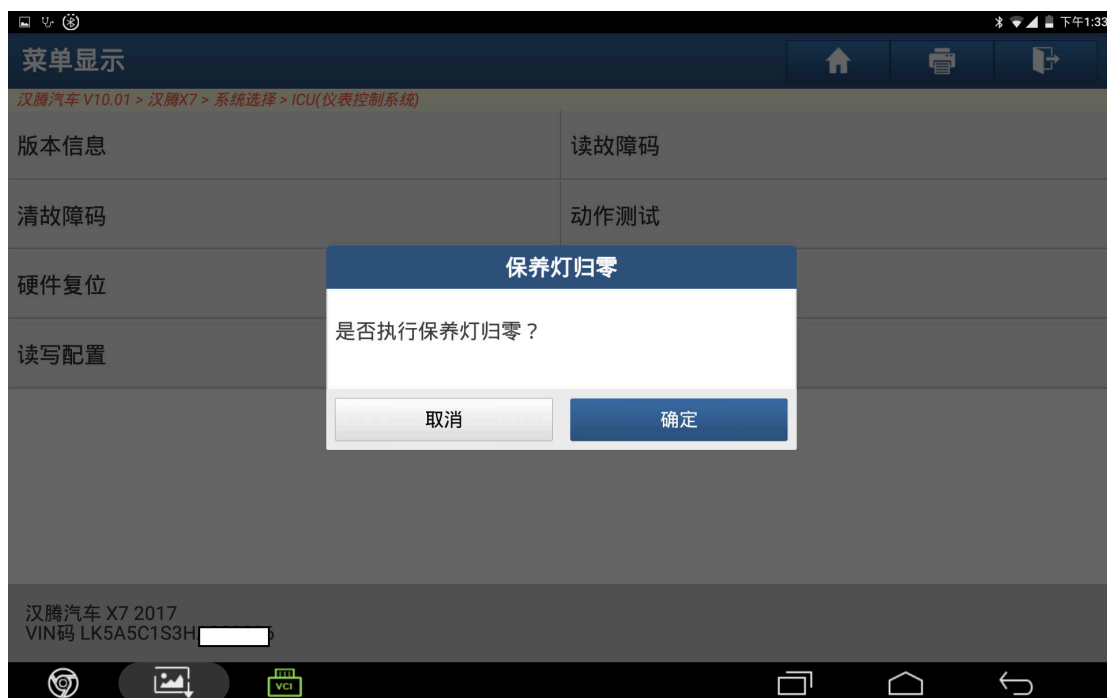 下午1:33
菜单显示
汉腾汽车 V10.01 > 汉腾X7 > 系统选择 > ICU(仪表控制系统)
版本信息
读故障码
清故障码
动作测试
硬件复位
读写配置
保养灯归零
是否执行保养灯归零？
取消
确定
汉腾汽车 X7 2017
VIN码 LK5A5C1S3H
VCI